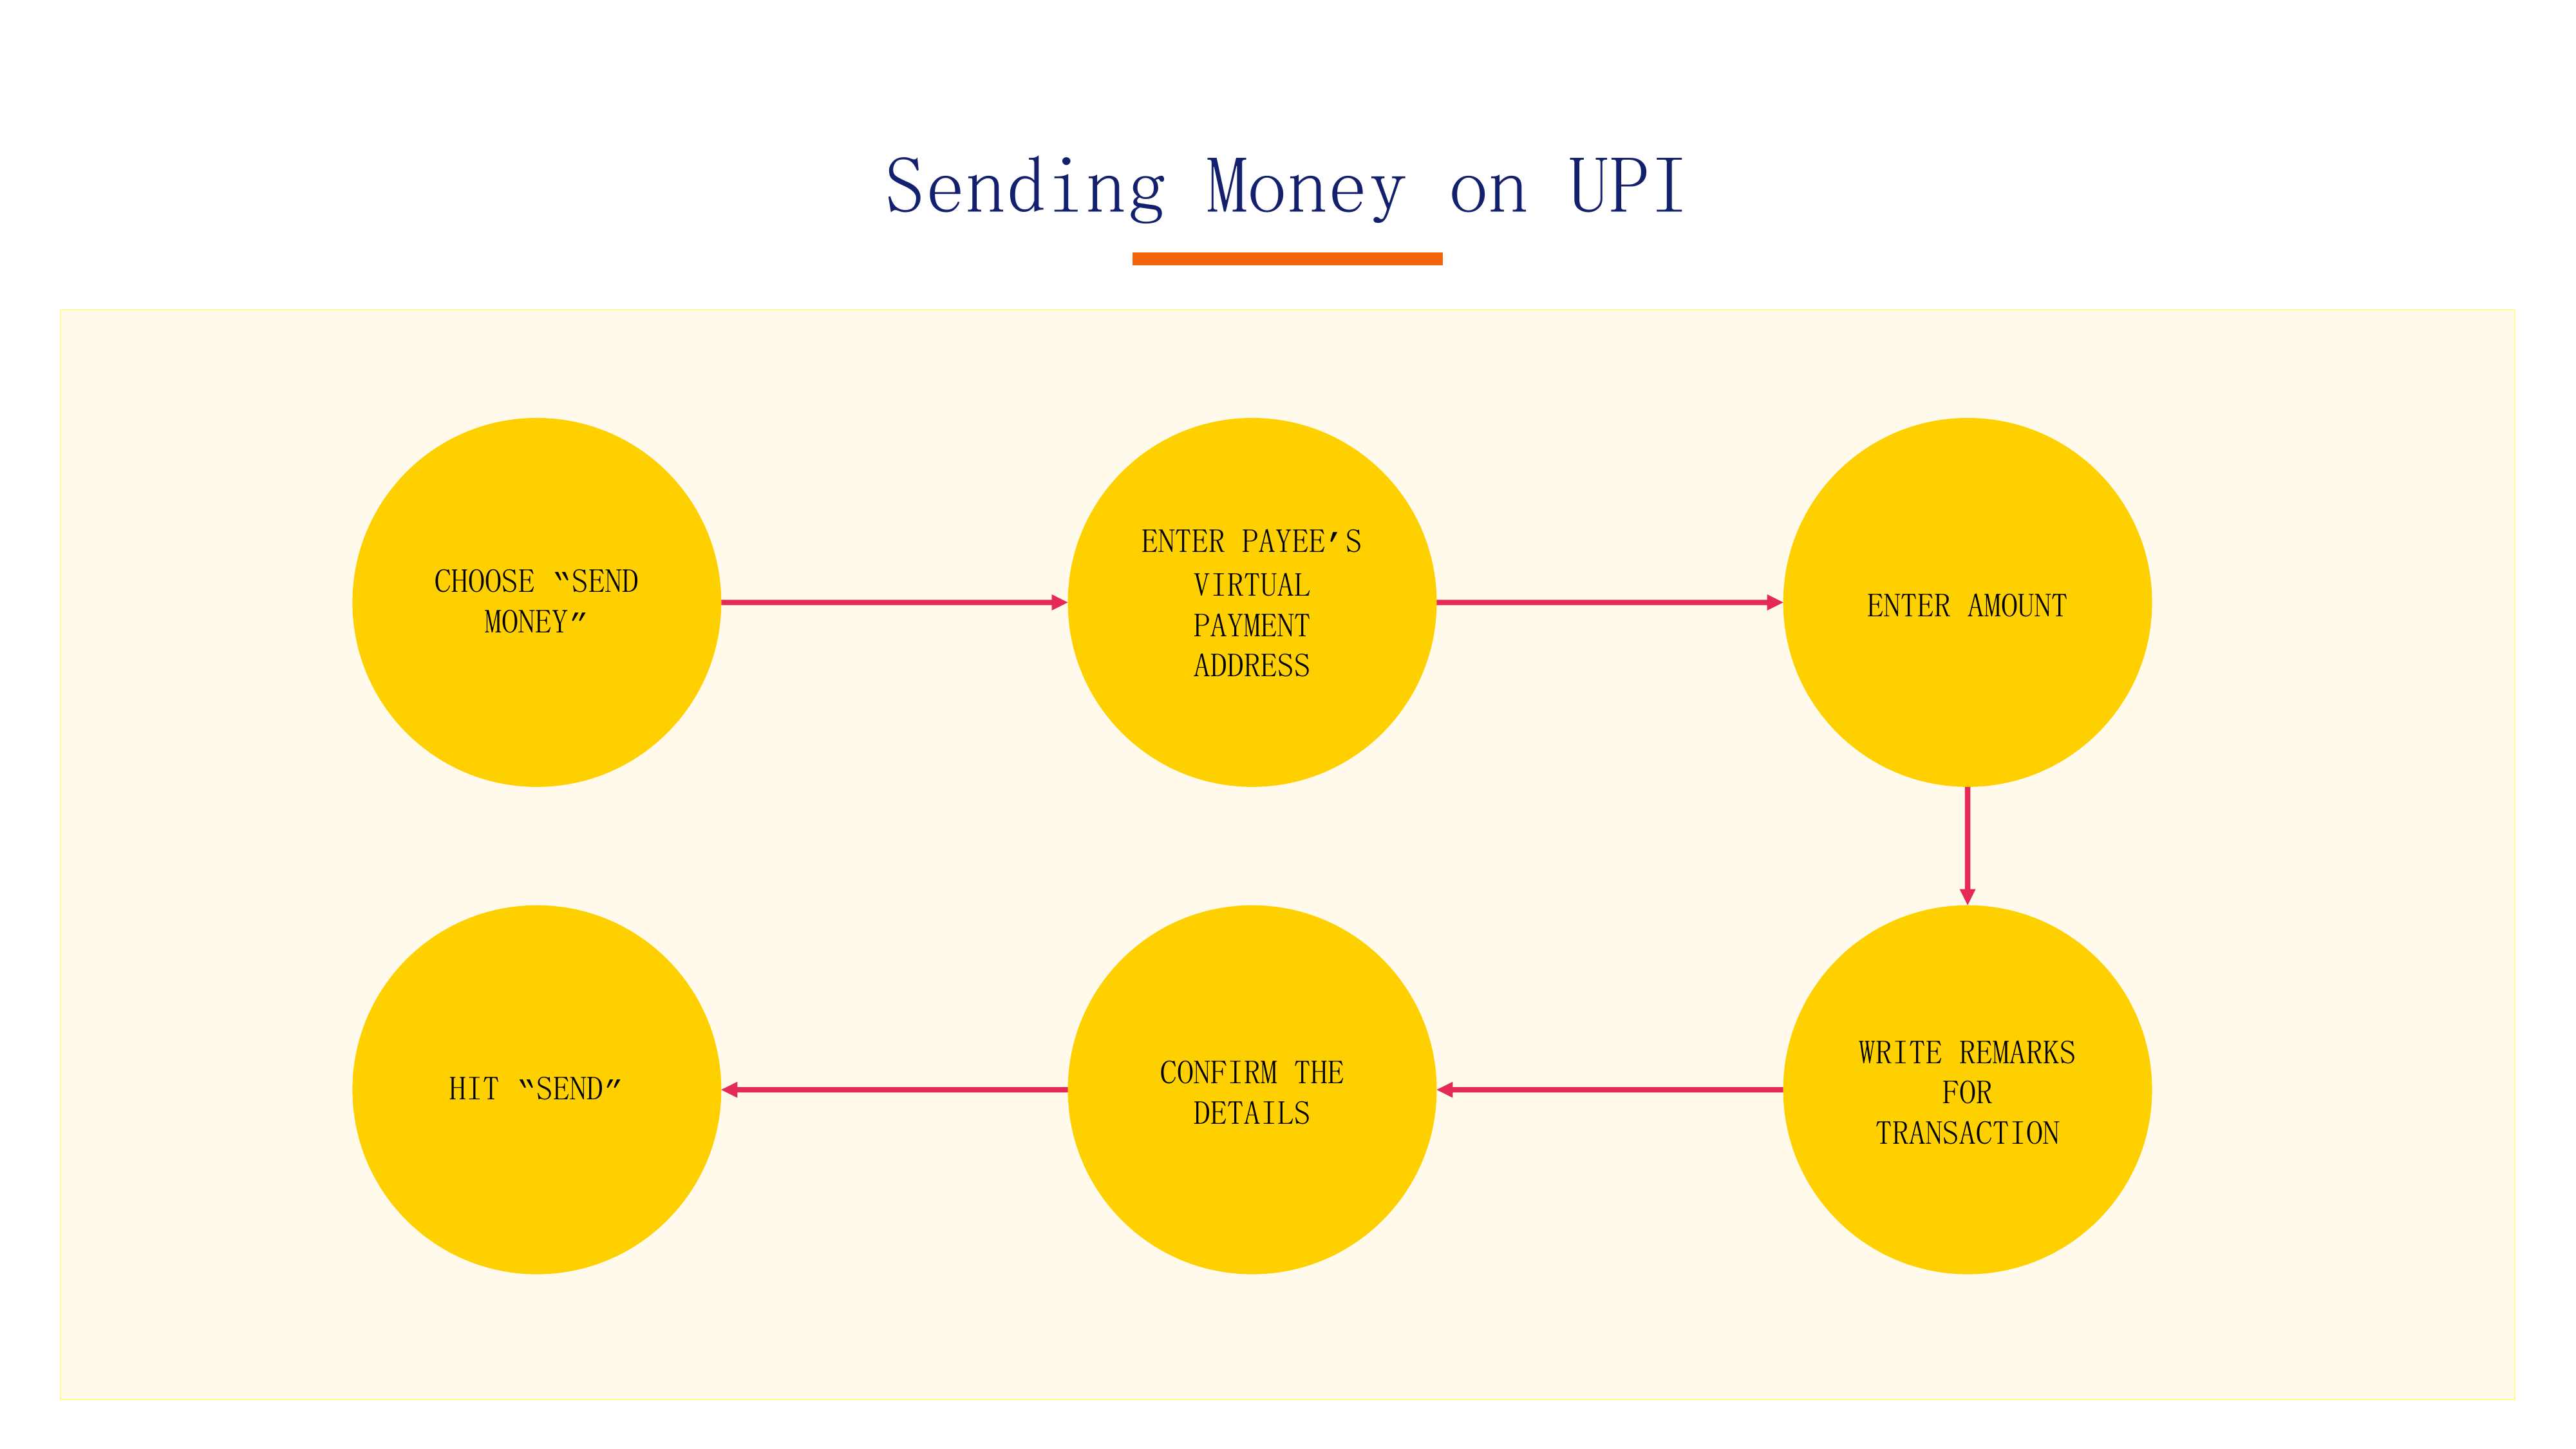 Sending Money on UPI
CHOOSE “SEND
MONEY”
ENTER PAYEE’S
VIRTUAL
PAYMENT
ADDRESS
ENTER AMOUNT
WRITE REMARKS
FOR
TRANSACTION
CONFIRM THE
DETAILS
HIT “SEND”